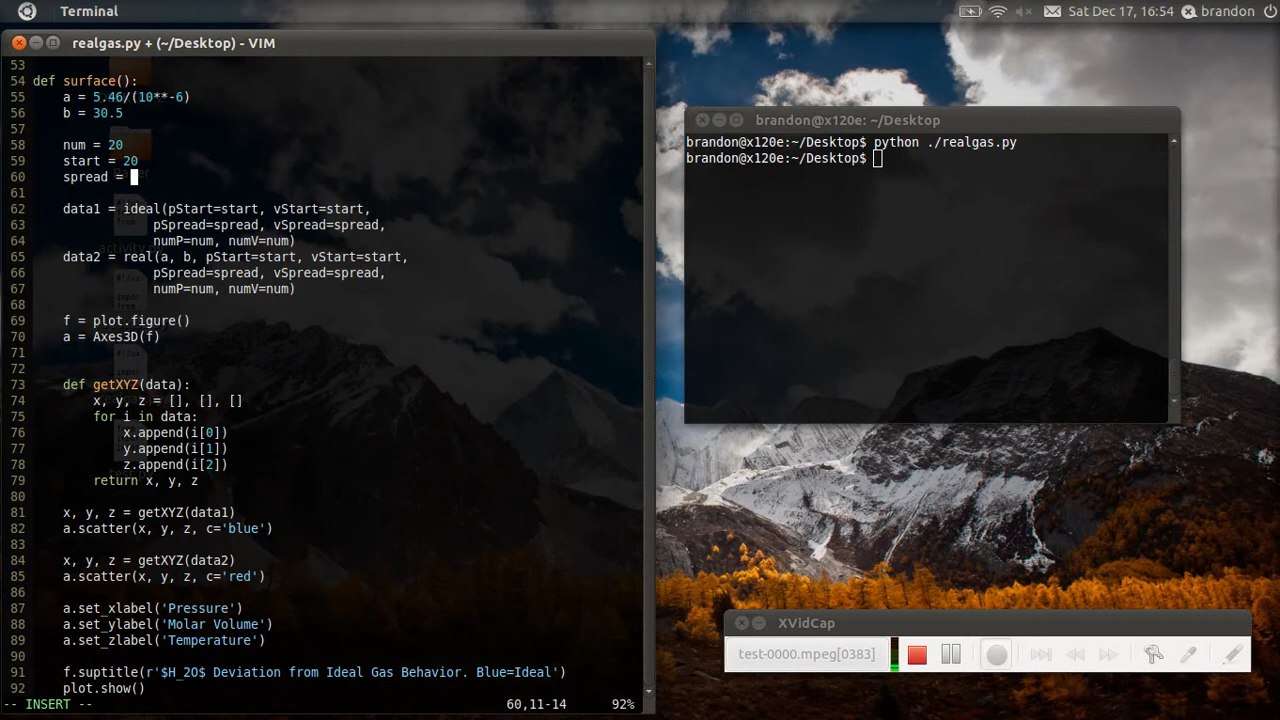 Terminal
Sat Dec 17, 16:54 brandon
realgas.py + (~/Desktop) - VIM
53
54 def surface():
55     a = 5.46/(10**-6)
56     b = 30.5
57
58     num = 20
59     start = 20
60     spread =
61
62     data1 = ideal(pStart=start, vStart=start,
63                 pSpread=spread, vSpread=spread,
64                 numP=num, numV=num)
65     data2 = real(a, b, pStart=start, vStart=start,
66                 pSpread=spread, vSpread=spread,
67                 numP=num, numV=num)
68
69     f = plot.figure()
70     a = Axes3D(f)
71
72
73     def getXYZ(data):
74         x, y, z = [], [], []
75         for i in data:
76             x.append(i[0])
77             y.append(i[1])
78             z.append(i[2])
79         return x, y, z
80
81     x, y, z = getXYZ(data1)
82     a.scatter(x, y, z, c='blue')
83
84     x, y, z = getXYZ(data2)
85     a.scatter(x, y, z, c='red')
86
87     a.set_xlabel('Pressure')
88     a.set_ylabel('Molar Volume')
89     a.set_zlabel('Temperature')
90
91     f.suptitle(r'$H_2O$ Deviation from Ideal Gas Behavior. Blue=Ideal')
92     plot.show()
-- INSERT -- 60,11-14 92%
brandon@x120e: ~/Desktop
brandon@x120e:~/Desktop$ python ./realgas.py
brandon@x120e:~/Desktop$
XVidCap
test-0000.mpeg[0383]